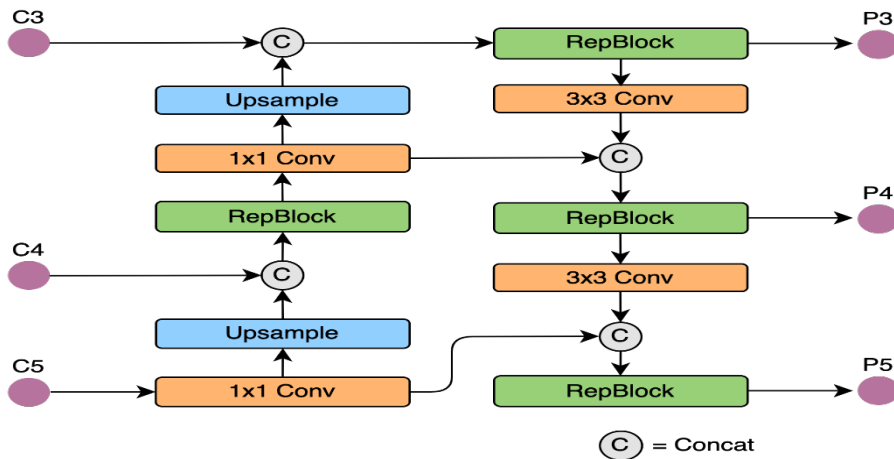 C3
C
RepBlock
P3
Upsample
3x3 Conv
1x1 Conv
C
RepBlock
RepBlock
P4
C4
C
3x3 Conv
Upsample
C
C5
1x1 Conv
RepBlock
P5
C = Concat